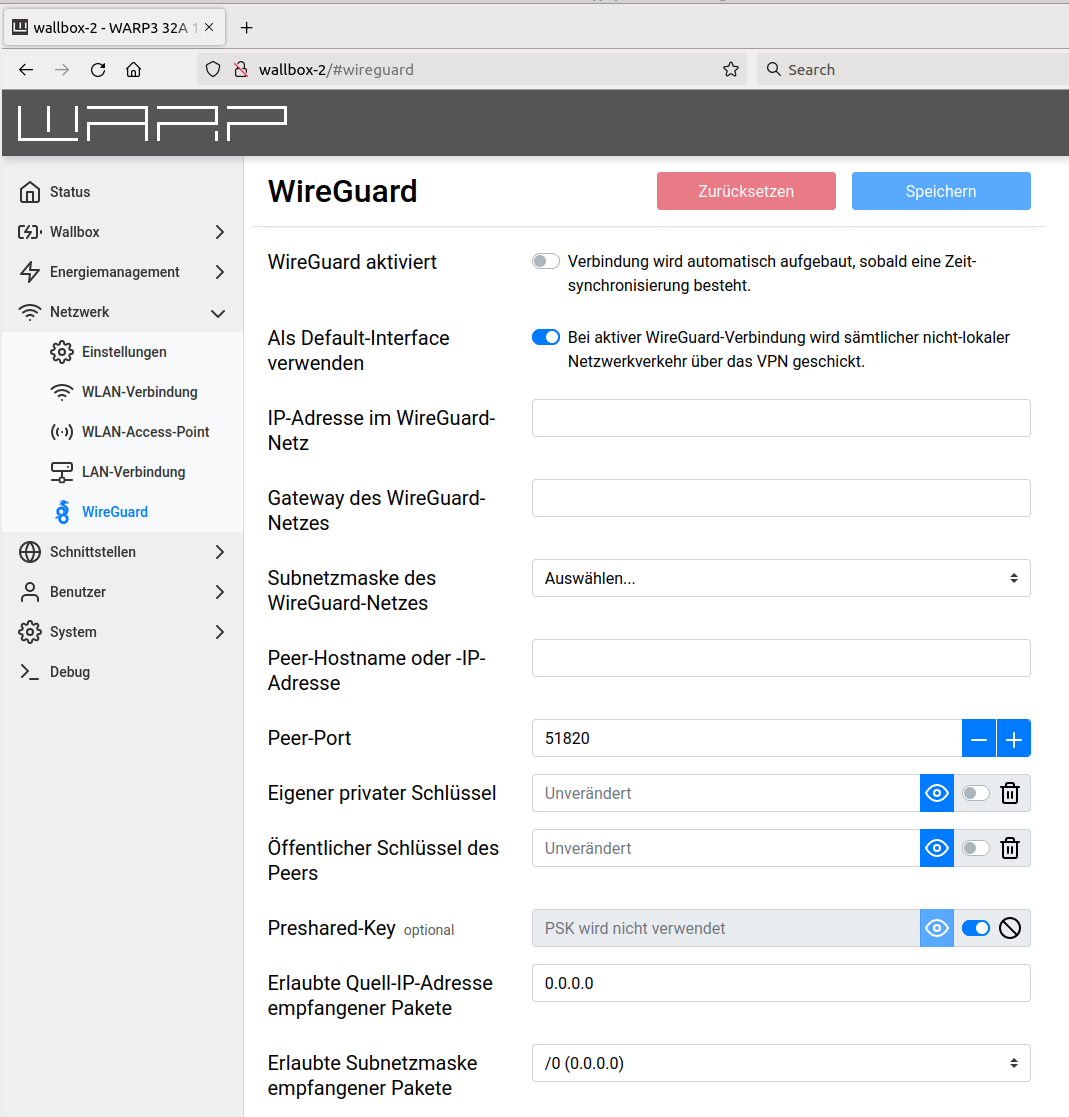 wallbox-2 - WARP3 32A
wallbox-2/#wireguard
Search
WARP
Status
Wallbox
Energiemanagement
Netzwerk
Einstellungen
WLAN-Verbindung
WLAN-Access-Point
LAN-Verbindung
WireGuard
Schnittstellen
Benutzer
System
Debug
WireGuard
Zurücksetzen
Speichern
WireGuard aktiviert
Verbindung wird automatisch aufgebaut, sobald eine Zeit-
synchronisierung besteht.
Als Default-Interface
verwenden
Bei aktiver WireGuard-Verbindung wird sämtlicher nicht-lokaler
Netzwerkverkehr über das VPN geschickt.
IP-Adresse im WireGuard-
Netz
Gateway des WireGuard-
Netzes
Subnetzmaske des
WireGuard-Netzes
Auswählen...
Peer-Hostname oder -IP-
Adresse
Peer-Port
51820
Eigener privater Schlüssel
Unverändert
Öffentlicher Schlüssel des
Peers
Unverändert
Preshared-Key optional
PSK wird nicht verwendet
Erlaubte Quell-IP-Adresse
empfangener Pakete
0.0.0.0
Erlaubte Subnetzmaske
empfangener Pakete
/0 (0.0.0.0)